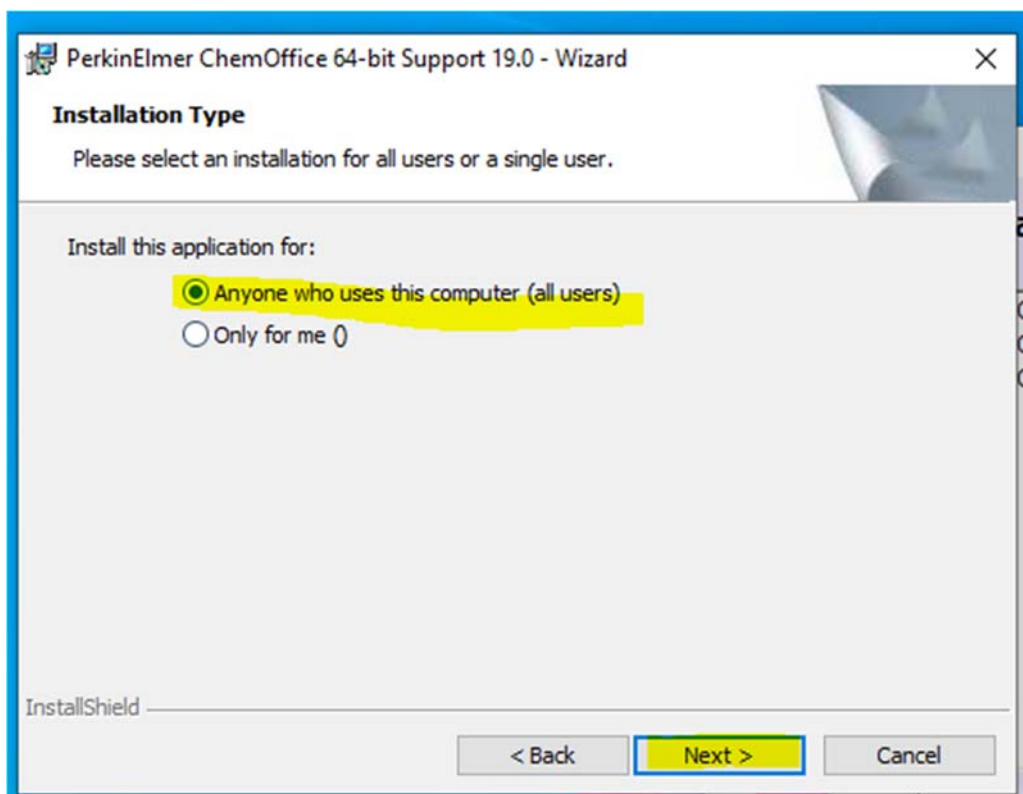 PerkinElmer ChemOffice 64-bit Support 19.0 - Wizard
Installation Type
Please select an installation for all users or a single user.
Install this application for:
Anyone who uses this computer (all users)
Only for me ()
InstallShield
< Back Next > Cancel